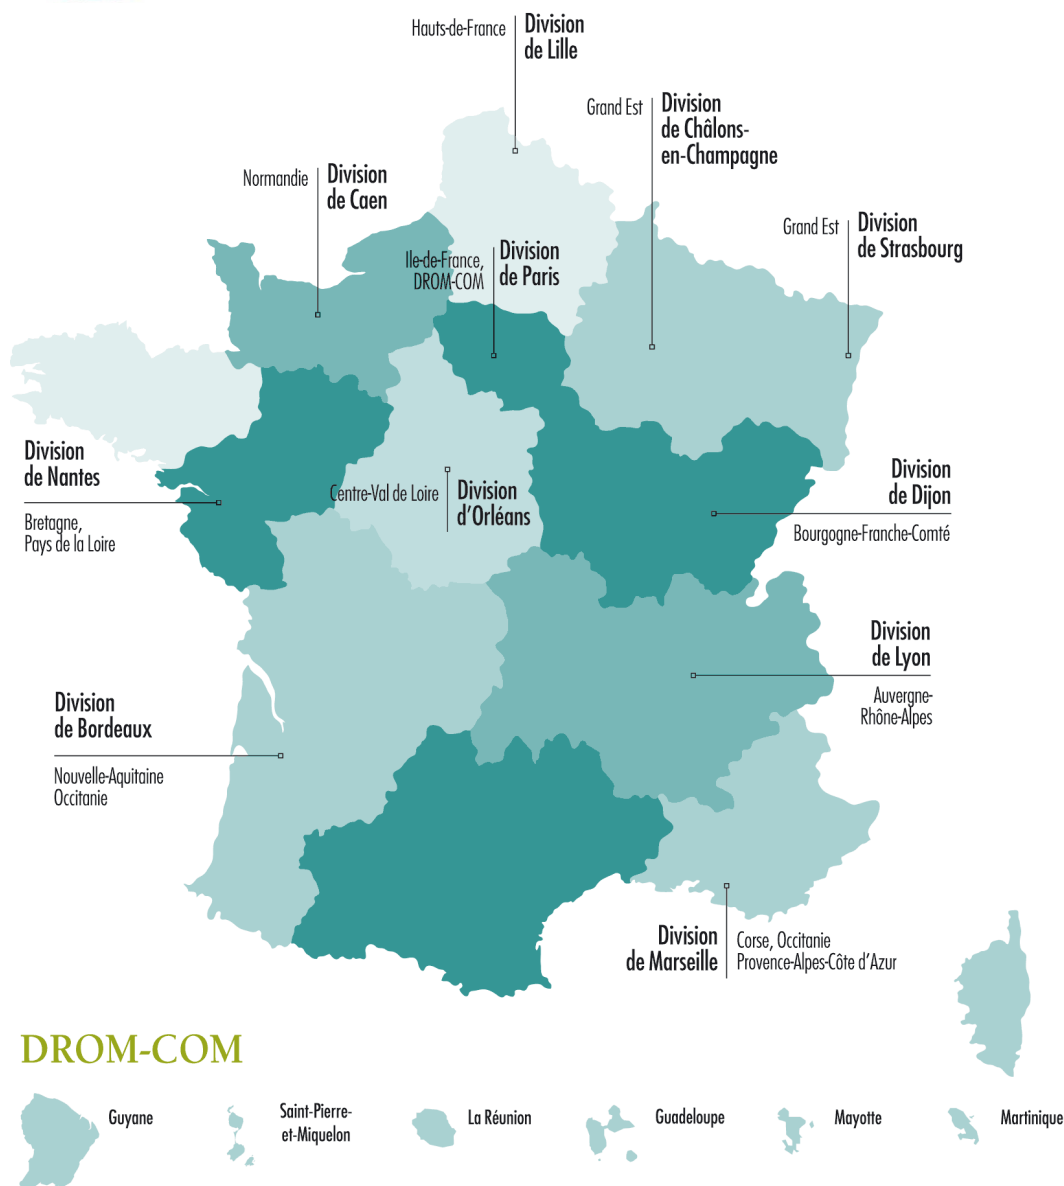 Hauts-de-France
Division
de Lille
Grand Est
Division
de Châlons-
en-Champagne
Normandie
Division
de Caen
Grand Est
Division
de Strasbourg
Ile-de-France,
DROM-COM
Division
de Paris
Division
de Nantes
Bretagne,
Pays de la Loire
Centre-Val de Loire
Division
d'Orléans
Division
de Dijon
Bourgogne-Franche-Comté
Division
de Lyon
Auvergne-
Rhône-Alpes
Division
de Bordeaux
Nouvelle-Aquitaine
Occitanie
Division
de Marseille
Corse, Occitanie
Provence-Alpes-Côte d'Azur
DROM-COM
Guyane
Saint-Pierre-
et-Miquelon
La Réunion
Guadeloupe
Mayotte
Martinique